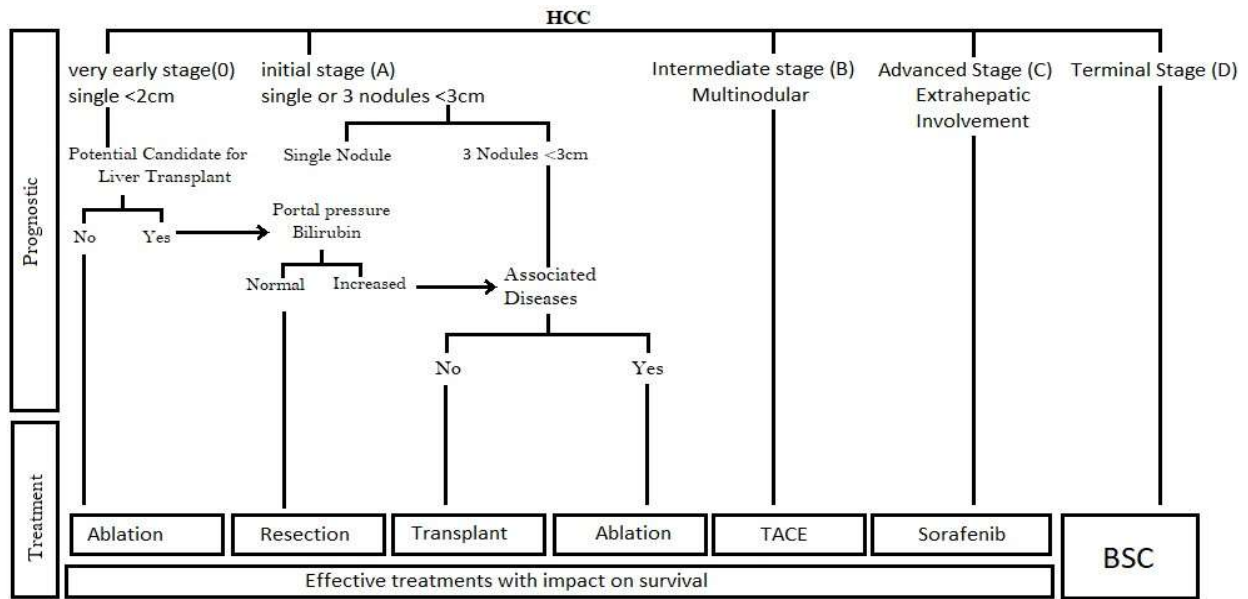 HCC
Prognostic
very early stage(0)
single <2cm
initial stage (A)
single or 3 nodules <3cm
Intermediate stage (B)
Multinodular
Advanced Stage (C)
Extrahepatic
Involvement
Terminal Stage (D)
Potential Candidate for
Liver Transplant
Single Nodule
3 Nodules <3cm
No
Yes
Portal pressure
Bilirubin
Normal
Increased
Associated
Diseases
No
Yes
Treatment
Ablation
Resection
Transplant
Ablation
TACE
Sorafenib
BSC
Effective treatments with impact on survival